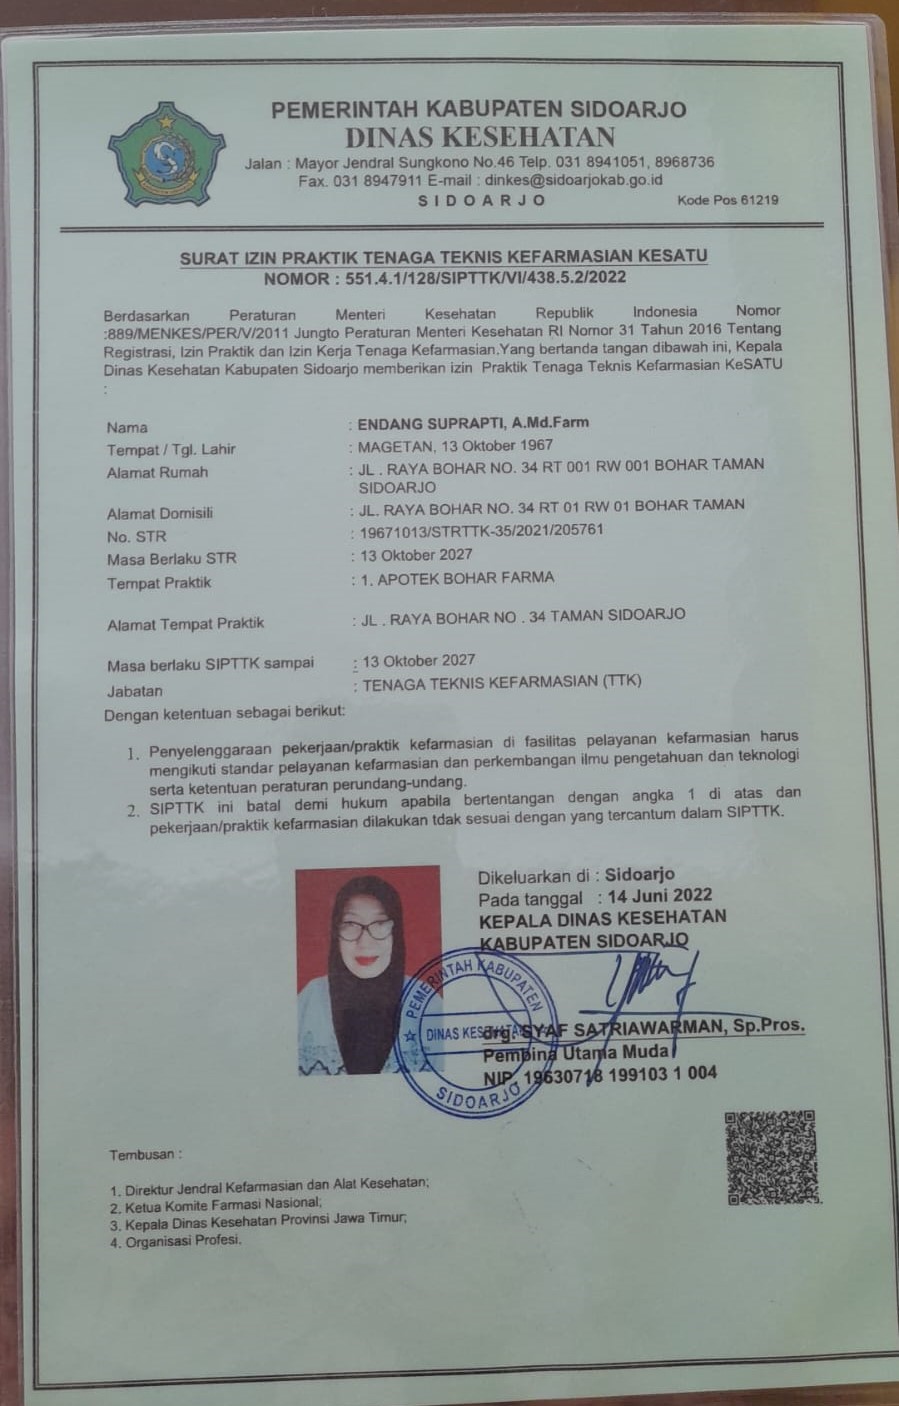 PEMERINTAH KABUPATEN SIDOARJO
DINAS KESEHATAN
Jalan : Mayor Jendral Sungkono No.46 Telp. 031 8941051, 8968736
Fax. 031 8947911 E-mail : dinkes@sidoarjokab.go.id
S I D O A R J O Kode Pos 61219
SURAT IZIN PRAKTIK TENAGA TEKNIS KEFARMASIAN KESATU
NOMOR : 551.4.1/128/SIPTTK/VI/438.5.2/2022
Berdasarkan Peraturan Menteri Kesehatan Republik Indonesia Nomor
:889/MENKES/PER/V/2011 Jungto Peraturan Menteri Kesehatan RI Nomor 31 Tahun 2016 Tentang
Registrasi, Izin Praktik dan Izin Kerja Tenaga Kefarmasian.Yang bertanda tangan dibawah ini, Kepala
Dinas Kesehatan Kabupaten Sidoarjo memberikan izin Praktik Tenaga Teknis Kefarmasian KeSATU
:
Nama : ENDANG SUPRAPTI, A.Md.Farm
Tempat / Tgl. Lahir : MAGETAN, 13 Oktober 1967
Alamat Rumah : JL . RAYA BOHAR NO. 34 RT 001 RW 001 BOHAR TAMAN
SIDOARJO
Alamat Domisili : JL. RAYA BOHAR NO. 34 RT 01 RW 01 BOHAR TAMAN
No. STR : 19671013/STRTTK-35/2021/205761
Masa Berlaku STR : 13 Oktober 2027
Tempat Praktik : 1. APOTEK BOHAR FARMA
Alamat Tempat Praktik : JL . RAYA BOHAR NO . 34 TAMAN SIDOARJO
Masa berlaku SIPTTK sampai : 13 Oktober 2027
Jabatan : TENAGA TEKNIS KEFARMASIAN (TTK)
Dengan ketentuan sebagai berikut:
1. Penyelenggaraan pekerjaan/praktik kefarmasian di fasilitas pelayanan kefarmasian harus
mengikuti standar pelayanan kefarmasian dan perkembangan ilmu pengetahuan dan teknologi
serta ketentuan peraturan perundang-undang.
2. SIPTTK ini batal demi hukum apabila bertentangan dengan angka 1 di atas dan
pekerjaan/praktik kefarmasian dilakukan tdak sesuai dengan yang tercantum dalam SIPTTK.
Dikeluarkan di : Sidoarjo
Pada tanggal : 14 Juni 2022
KEPALA DINAS KESEHATAN
KABUPATEN SIDOARJO
PEMERINTAH KABUPATEN
DINAS KESEHATAN
SIDOARJO
drg. SYAF SATRIAWARMAN, Sp.Pros.
Pembina Utama Muda
NIP. 19630718 199103 1 004
Tembusan :
1. Direktur Jendral Kefarmasian dan Alat Kesehatan;
2. Ketua Komite Farmasi Nasional;
3. Kepala Dinas Kesehatan Provinsi Jawa Timur;
4. Organisasi Profesi.